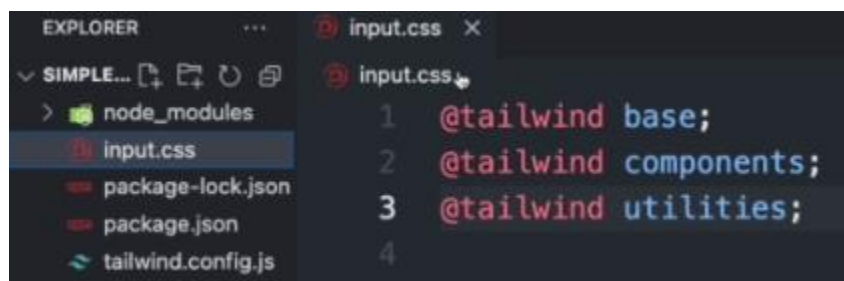 EXPLORER ...
SIMPLE...
node_modules
input.css
package-lock.json
package.json
tailwind.config.js
input.css
input.css
1 @tailwind base;
2 @tailwind components;
3 @tailwind utilities;
4